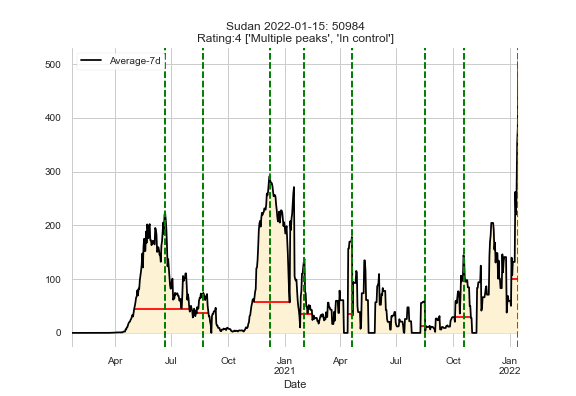 Sudan 2022-01-15: 50984
Rating:4 ['Multiple peaks', 'In control']
Average-7d
500
400
300
200
100
0
Apr Jul Oct Jan Apr Jul Oct Jan
2021 2022
Date